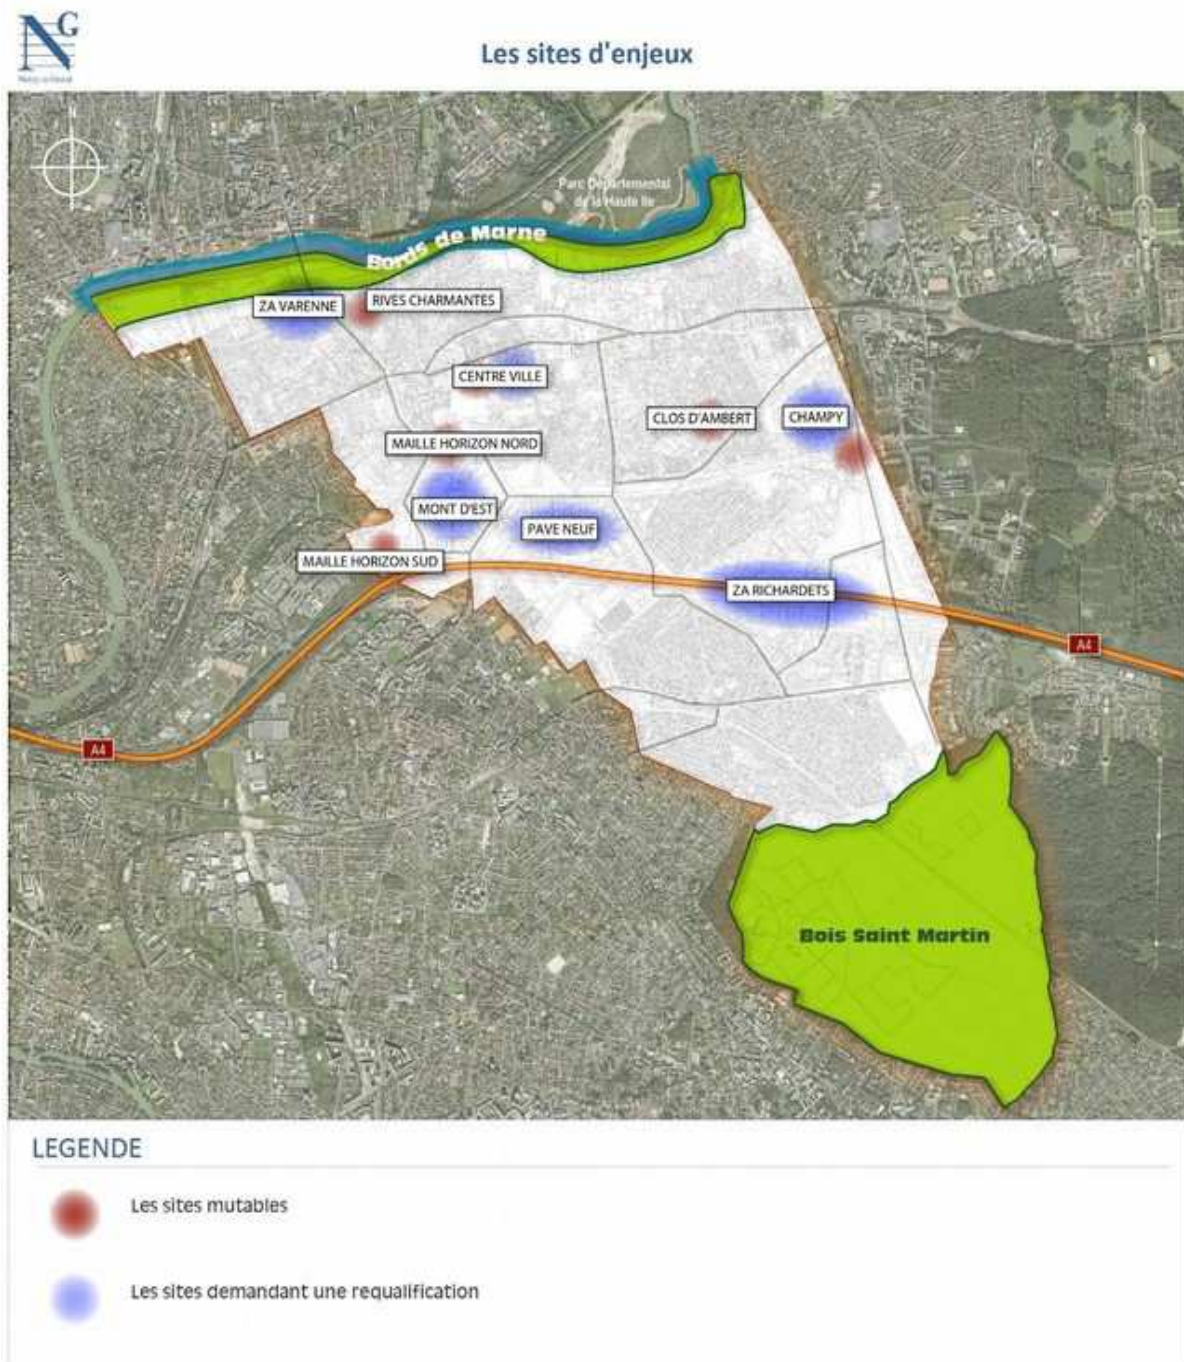 NG
Les sites d'enjeux
Parc Départemental
de la Haute Ile
Bords de Marne
ZA VARENNE
RIVES CHARMANTES
CENTRE VILLE
CLOS D'AMBERT
CHAMPY
MAILLE HORIZON NORD
MONT D'EST
PAVE NEUF
MAILLE HORIZON SUD
ZA RICHARDETS
A4
A4
Bois Saint Martin
LEGENDE
Les sites mutables
Les sites demandant une requalification